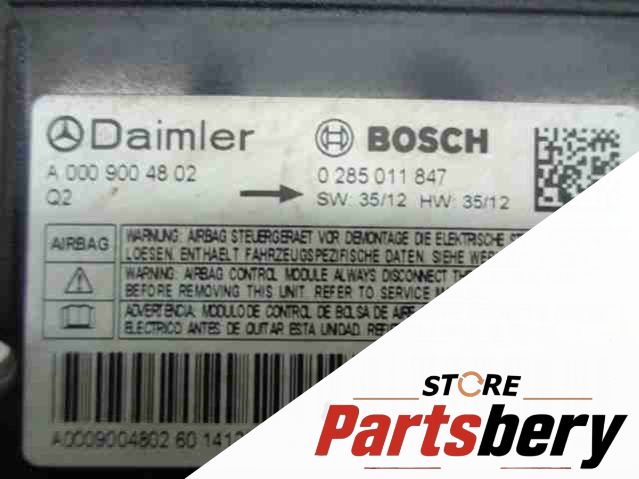 Daimler BOSCH
A 000 900 48 02 0 285 011 847
Q2 SW: 35/12 HW: 35/12
AIRBAG
WARNUNG: AIRBAG STEUERGERAET VOR DEMONTAGE DIE ELEKTRISCHE
LOESEN. ENTHAELT FAHRZEUGSPEZIFISCHE DATEN. SIEHE
WARNING: AIRBAG CONTROL MODULE ALWAYS DISCONNECT
BEFORE REMOVING THIS UNIT. REFER TO SERVICE
ADVERTENCIA: MODULO DE CONTROL DE BOLSA DE AIRE
ELECTRICO ANTES DE QUITAR ESTA UNIDAD.
A0009004802 60
STORE
Partsbery